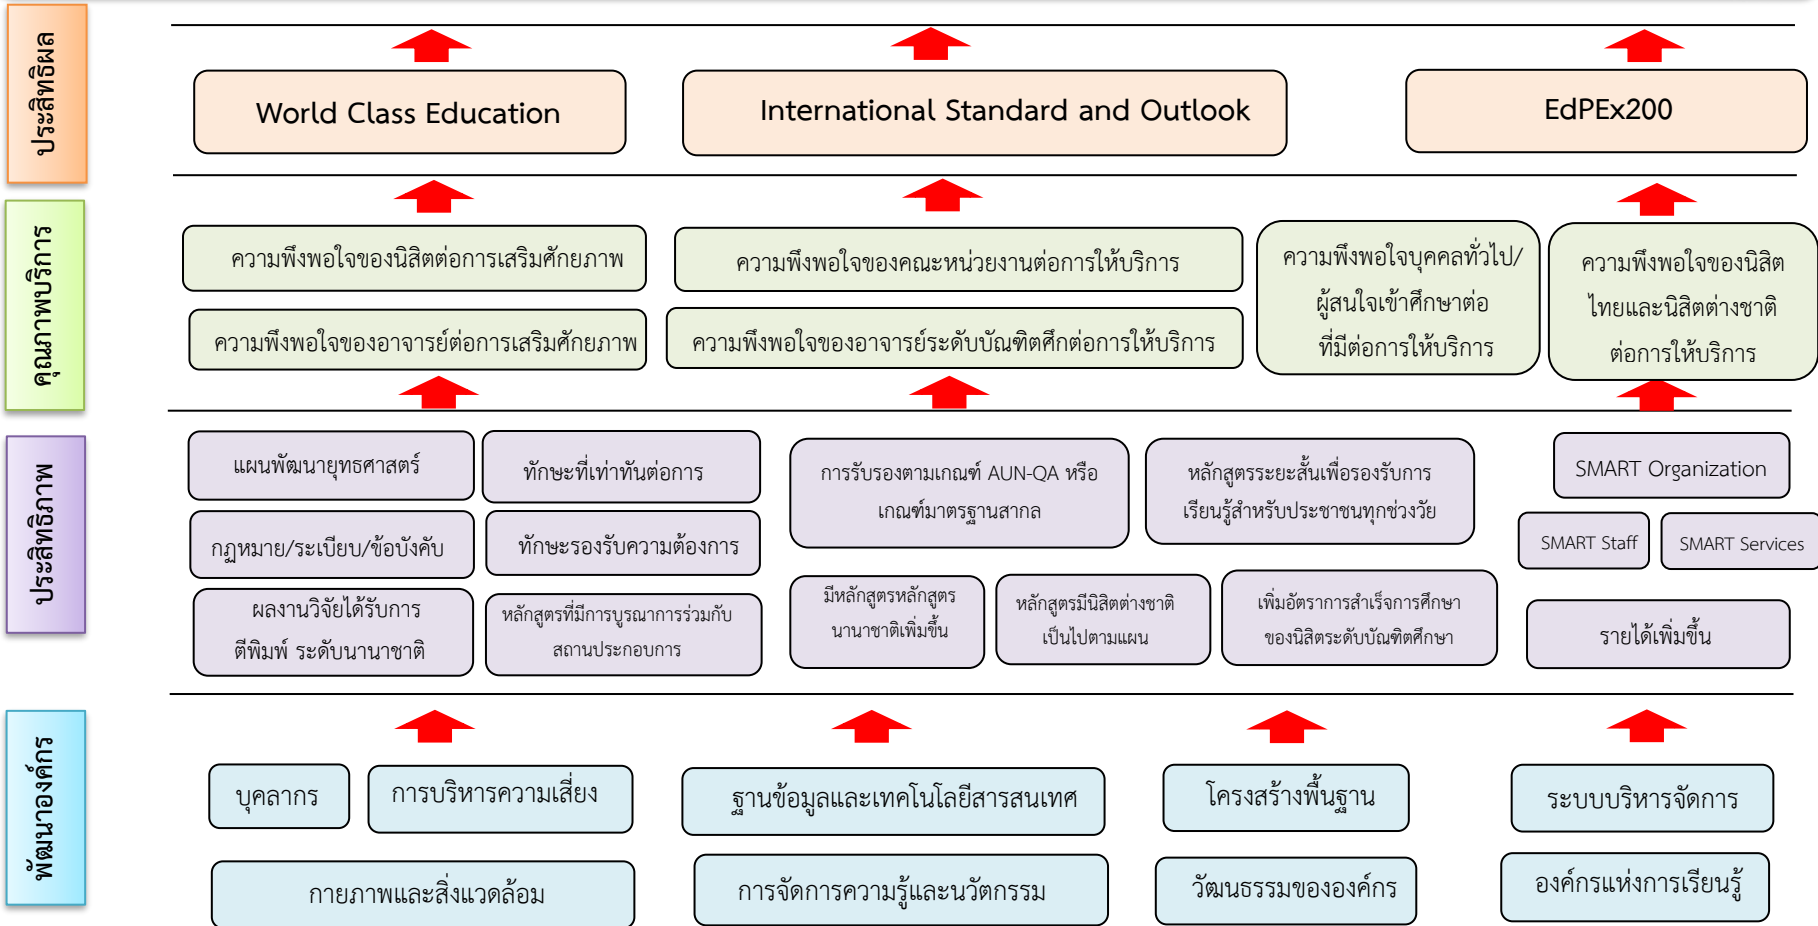 ประสิทธิผล
World Class Education
International Standard and Outlook
EdPEx200
คุณภาพบริการ
ความพึงพอใจของนิสิตต่อการเสริมศักยภาพ
ความพึงพอใจของอาจารย์ต่อการเสริมศักยภาพ
ความพึงพอใจของคณะหน่วยงานต่อการให้บริการ
ความพึงพอใจของอาจารย์ระดับบัณฑิตศึกต่อการให้บริการ
ความพึงพอใจบุคคลทั่วไป/
ผู้สนใจเข้าศึกษาต่อ
ที่มีต่อการให้บริการ
ความพึงพอใจของนิสิต
ไทยและนิสิตต่างชาติ
ต่อการให้บริการ
ประสิทธิภาพ
แผนพัฒนายุทธศาสตร์
ทักษะที่เท่าทันต่อการ
กฎหมาย/ระเบียบ/ข้อบังคับ
ทักษะรองรับความต้องการ
ผลงานวิจัยได้รับการ
ตีพิมพ์ ระดับนานาชาติ
หลักสูตรที่มีการบูรณาการร่วมกับ
สถานประกอบการ
การรับรองตามเกณฑ์ AUN-QA หรือ
เกณฑ์มาตรฐานสากล
หลักสูตรระยะสั้นเพื่อรองรับการ
เรียนรู้สำหรับประชาชนทุกช่วงวัย
มีหลักสูตรหลักสูตร
นานาชาติเพิ่มขึ้น
หลักสูตรมีนิสิตต่างชาติ
เป็นไปตามแผน
เพิ่มอัตราการสำเร็จการศึกษา
ของนิสิตระดับบัณฑิตศึกษา
SMART Organization
SMART Staff
SMART Services
รายได้เพิ่มขึ้น
พัฒนาองค์กร
บุคลากร
การบริหารความเสี่ยง
ฐานข้อมูลและเทคโนโลยีสารสนเทศ
โครงสร้างพื้นฐาน
ระบบบริหารจัดการ
กายภาพและสิ่งแวดล้อม
การจัดการความรู้และนวัตกรรม
วัฒนธรรมขององค์กร
องค์กรแห่งการเรียนรู้